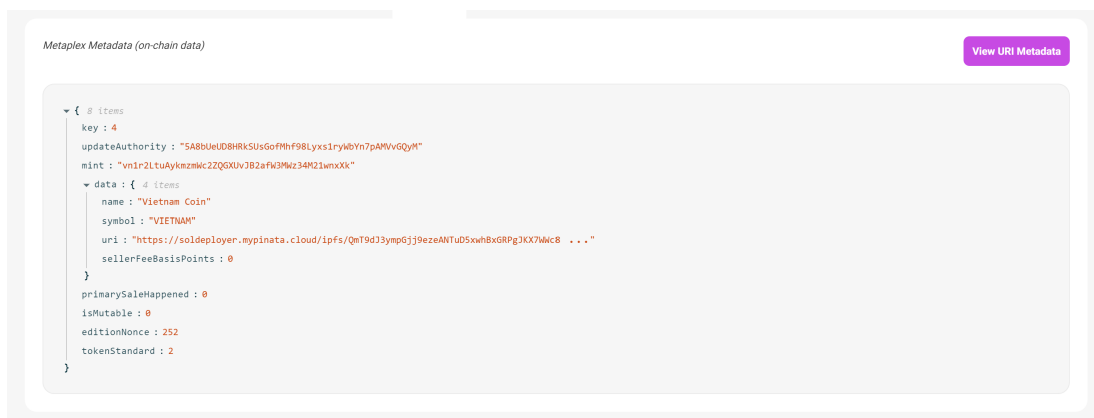 Metaplex Metadata (on-chain data)
View URI Metadata
{ 8 items
key : 4
updateAuthority : "5A8bUeUD8HRkSUsGofMhf98Lyxs1ryWbYn7pAMVvGQyM"
mint : "vn1r2LtuAykmzmWc2ZQGXUvJB2afW3MWz34M21wnxXk"
data : { 4 items
name : "Vietnam Coin"
symbol : "VIETNAM"
uri : "https://soldeployer.mypinata.cloud/ipfs/QmT9dJ3ympGjj9ezeANTuD5xwhBxGRPgJKX7WWc8 ..."
sellerFeeBasisPoints : 0
}
primarySaleHappened : 0
isMutable : 0
editionNonce : 252
tokenStandard : 2
}